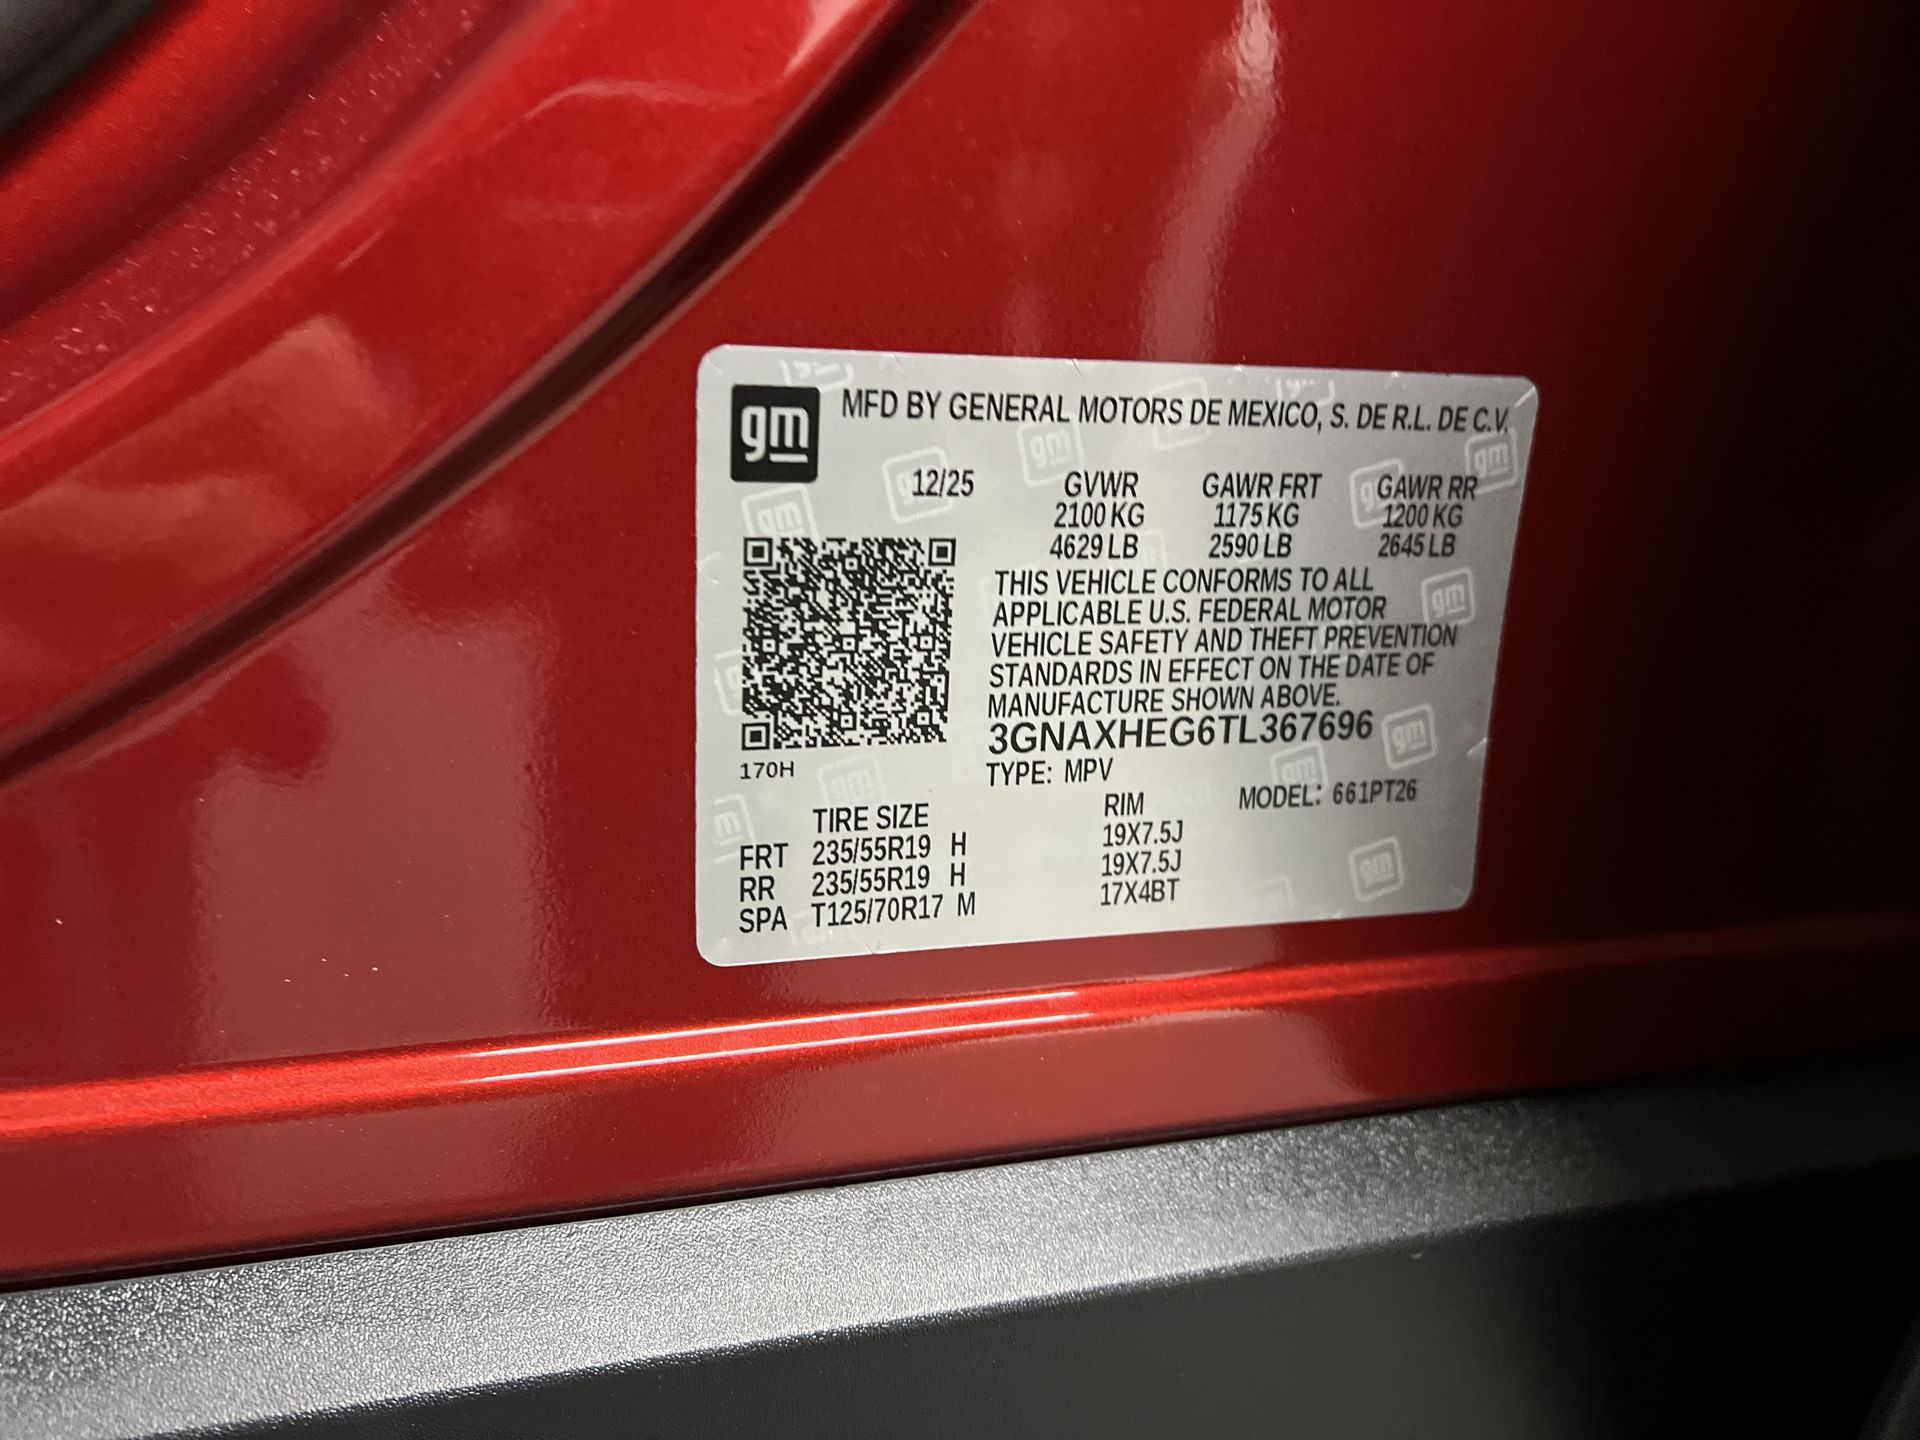 gm MFD BY GENERAL MOTORS DE MEXICO, S. DE R.L. DE C.V.
12/25 GVWR GAWR FRT GAWR RR
2100 KG 1175 KG 1200 KG
4629 LB 2590 LB 2645 LB
THIS VEHICLE CONFORMS TO ALL
APPLICABLE U.S. FEDERAL MOTOR
VEHICLE SAFETY AND THEFT PREVENTION
STANDARDS IN EFFECT ON THE DATE OF
MANUFACTURE SHOWN ABOVE.
3GNAXHEG6TL367696
170H
TYPE: MPV
MODEL: 661PT26
TIRE SIZE RIM
FRT 235/55R19 H 19X7.5J
RR 235/55R19 H 19X7.5J
SPA T125/70R17 M 17X4BT